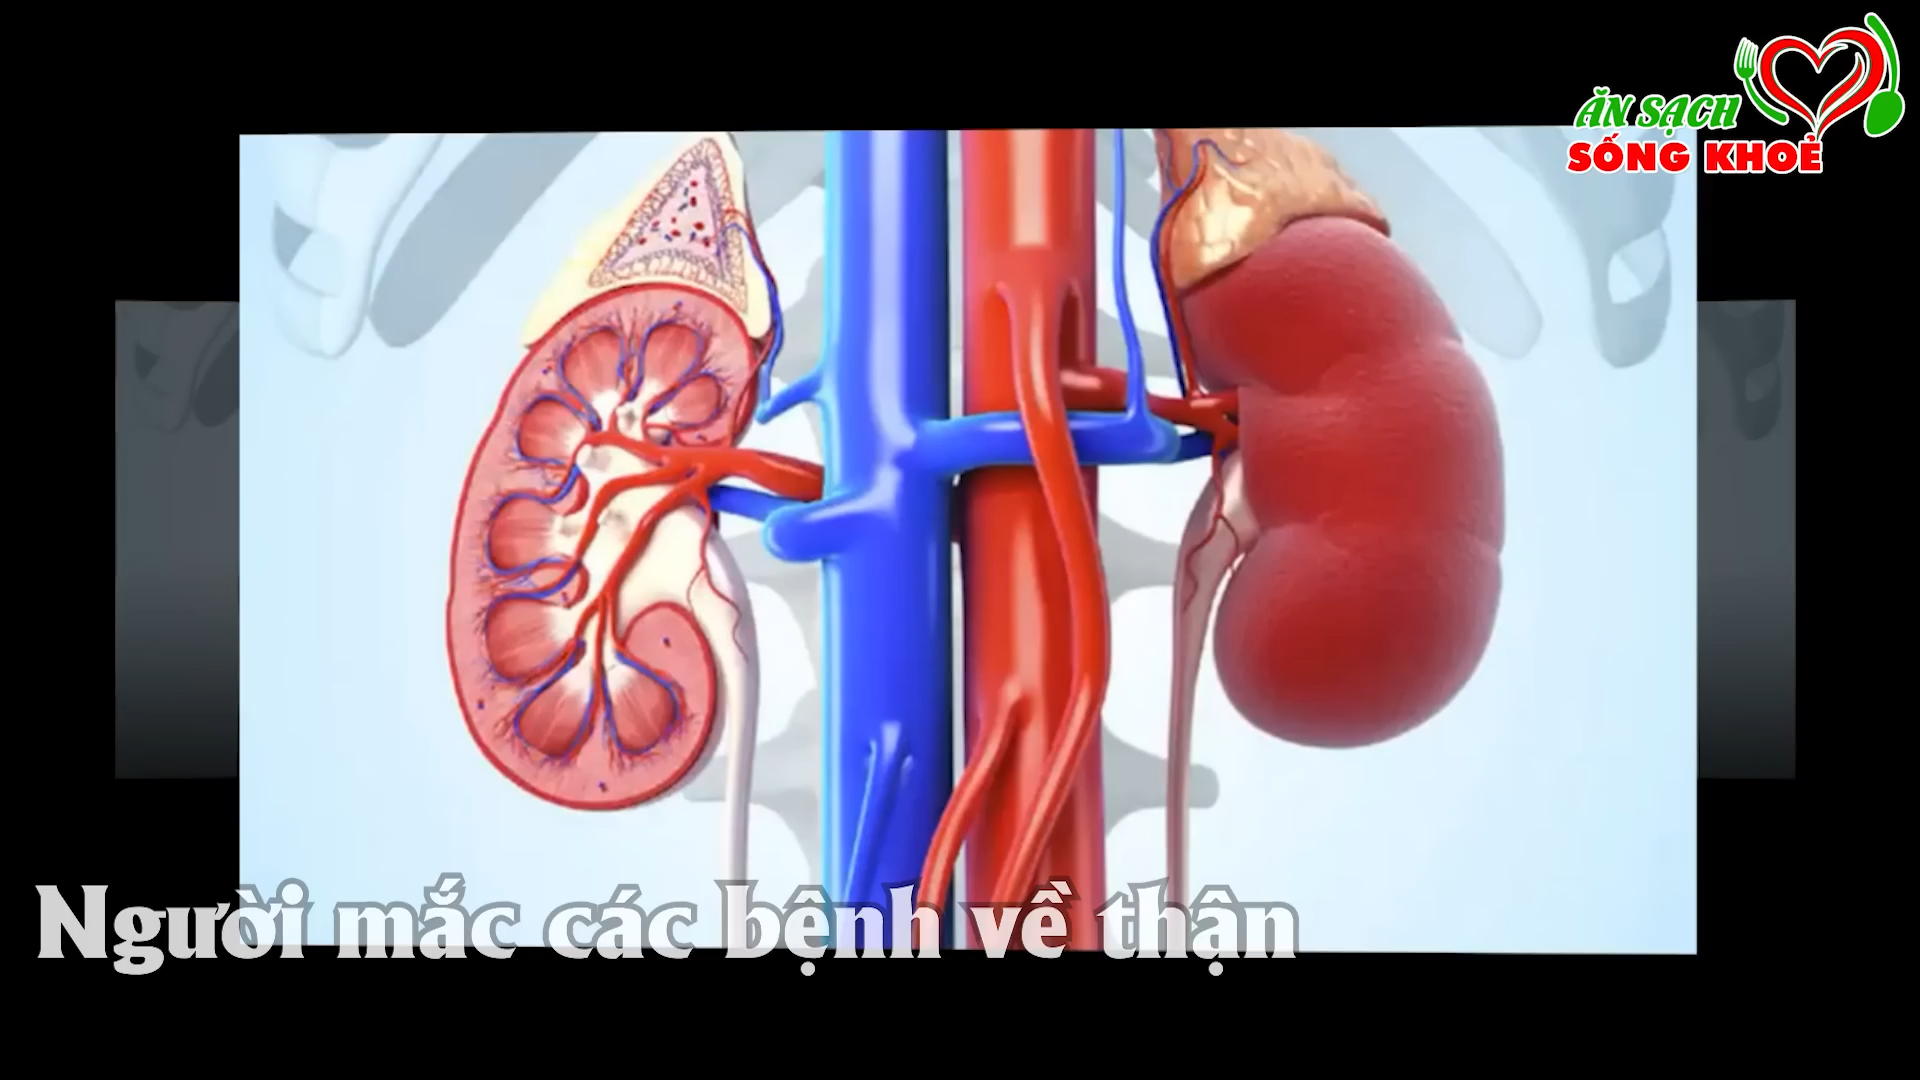 ĂN SẠCH
SỐNG KHOẺ
Người mắc các bệnh về thận